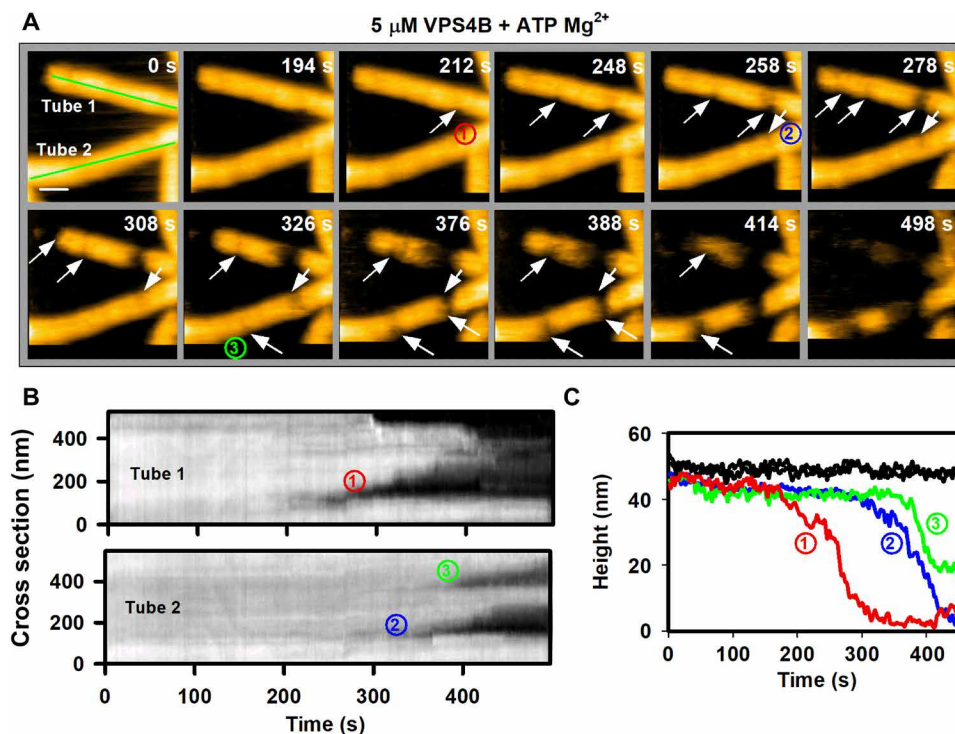 5 μM VPS4B + ATP Mg²⁺
A
0 s
194 s
212 s
248 s
258 s
278 s
Tube 1
Tube 2
1
2
308 s
326 s
376 s
388 s
414 s
498 s
3
B
Cross section (nm)
400
200
0
Tube 1
1
400
200
0
Tube 2
3
2
0
100
200
300
400
Time (s)
C
Height (nm)
60
40
20
0
1
2
3
0
100
200
300
400
Time (s)